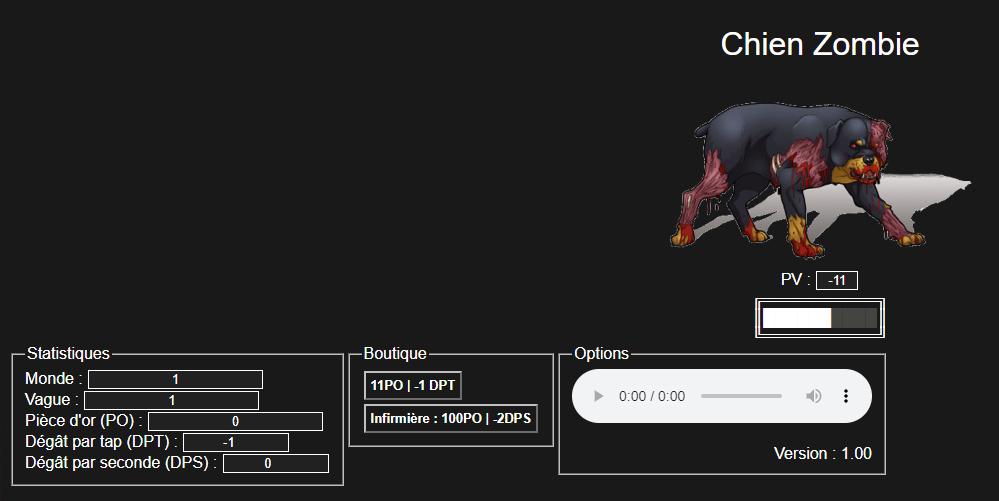 Chien Zombie
PV : -11
Statistiques
Monde : 1
Vague : 1
Pièce d'or (PO) : 0
Dégât par tap (DPT) : -1
Dégât par seconde (DPS) : 0
Boutique
11PO | -1 DPT
Infirmière : 100PO | -2DPS
Options
0:00 / 0:00
Version : 1.00